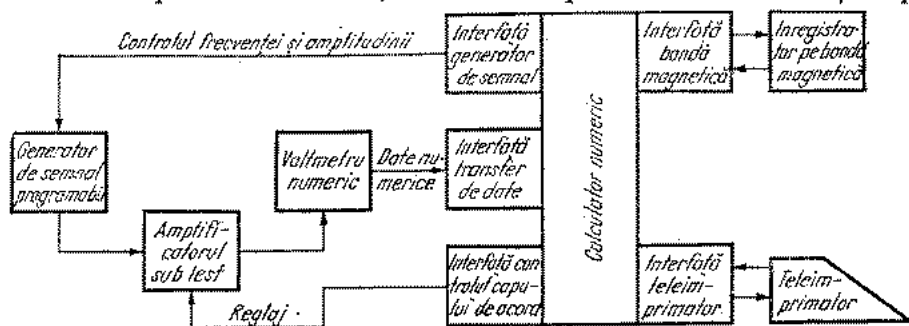 Controlul frecvenței și amplitudinii
Interfață
generator
de semnal
Interfață
bandă
magnetică
Inregistra-
tor pe bandă
magnetică
Generator
de semnal
programabil
Voltmetru
numeric
Date nu-
merice
Interfață
transfer
de date
Calculator numeric
Amplifi-
catorul
sub test
Reglaj
Interfață con
trolul capu-
lui de acord
Interfață
teleim-
primator
Teleim-
primator